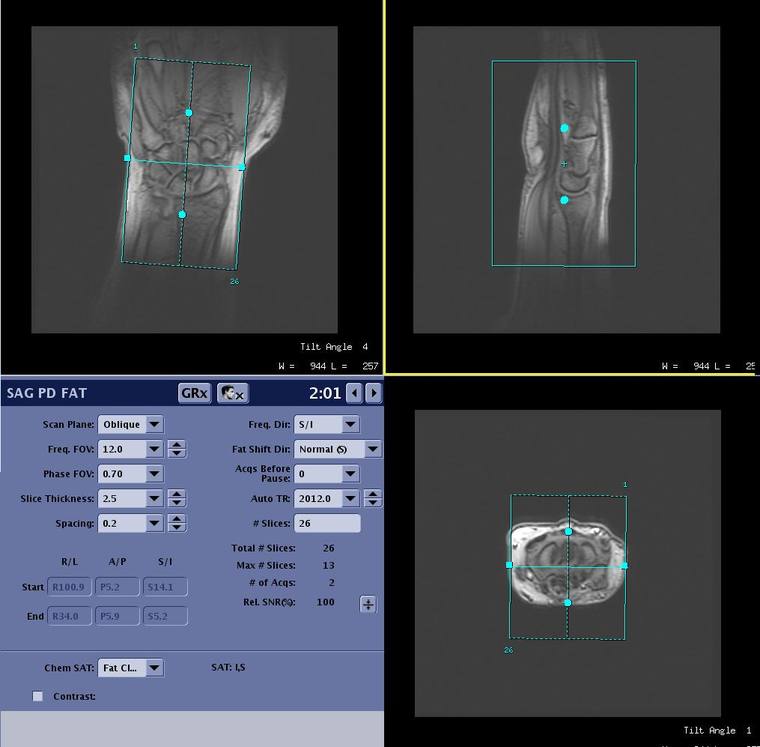 1
26
Tilt Angle 4
W = 944 L = 257
W = 944 L = 25
SAG PD FAT GRx x 2:01
Scan Plane: Oblique Freq. Dir: S/I
Freq. FOV: 12.0 Fat Shift Dir: Normal (S)
Phase FOV: 0.70 Acqs Before Pause: 0
Slice Thickness: 2.5 Auto TR: 2012.0
Spacing: 0.2 # Slices: 26
Total # Slices: 26
R/L A/P S/I Max # Slices: 13
# of Acqs: 2
Start R100.9 P5.2 S14.1 Rel. SNR(%): 100
End R34.0 P5.9 S5.2
Chem SAT: Fat Cl... SAT: I,S
Contrast:
1
26
Tilt Angle 1